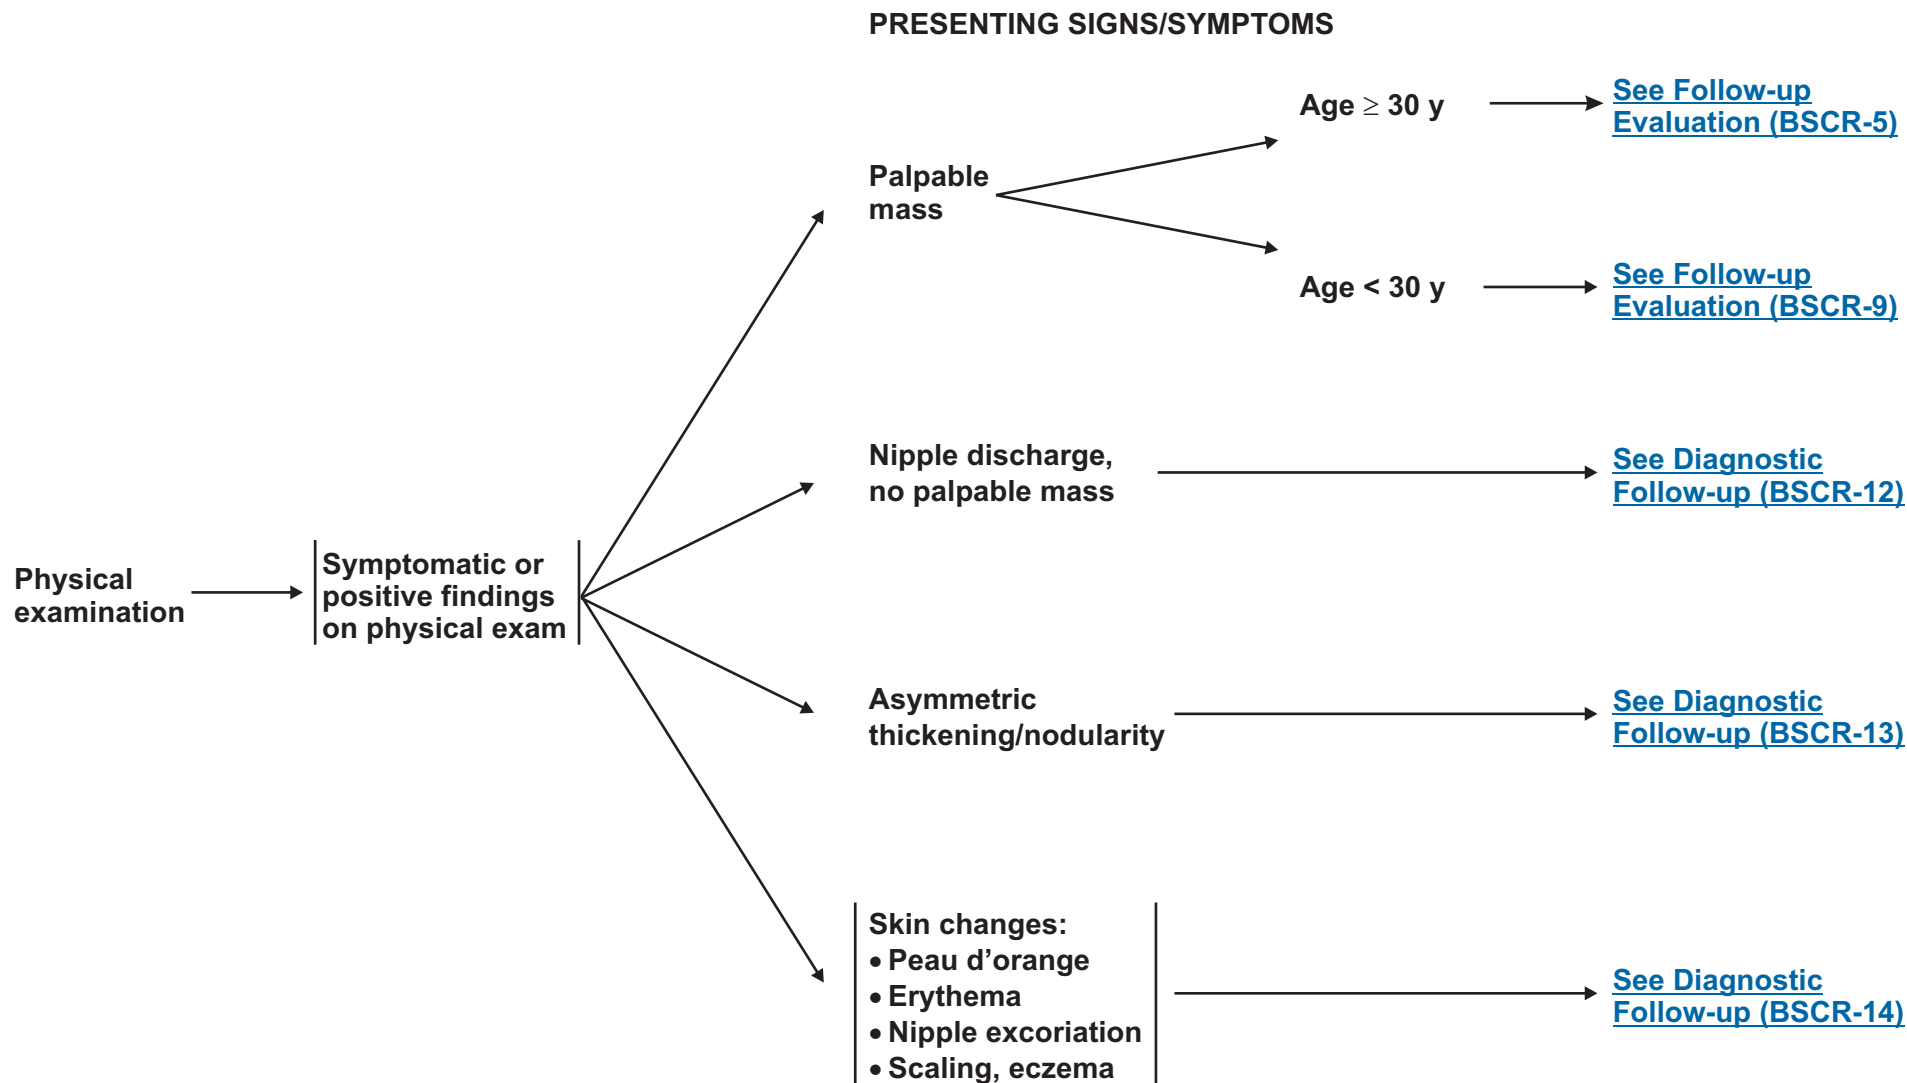 PRESENTING SIGNS/SYMPTOMS
Physical
examination
Symptomatic or
positive findings
on physical exam
Palpable
mass
Age ≥ 30 y
See Follow-up
Evaluation (BSCR-5)
Age < 30 y
See Follow-up
Evaluation (BSCR-9)
Nipple discharge,
no palpable mass
See Diagnostic
Follow-up (BSCR-12)
Asymmetric
thickening/nodularity
See Diagnostic
Follow-up (BSCR-13)
Skin changes:
• Peau d’orange
• Erythema
• Nipple excoriation
• Scaling, eczema
See Diagnostic
Follow-up (BSCR-14)